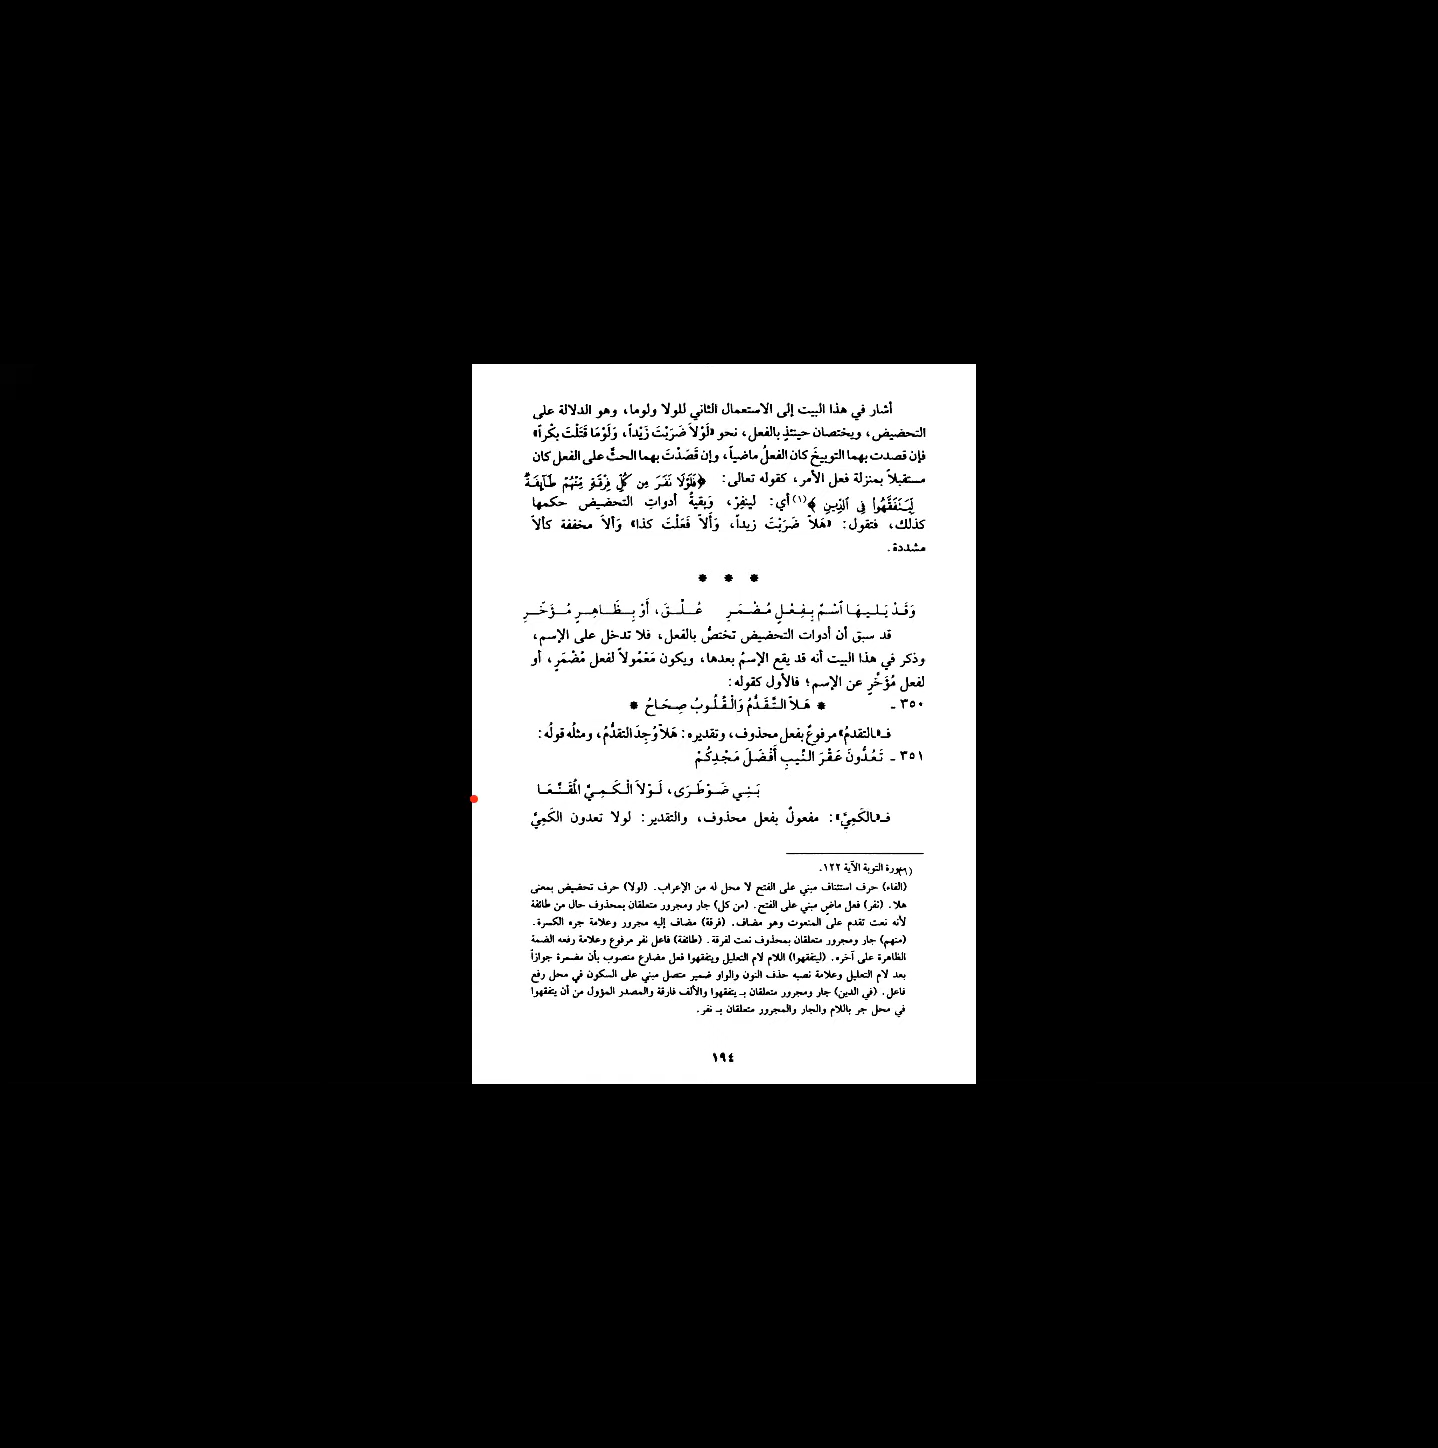 أشار في هذا البيت إلى الاستعمال الثاني للولا ولوما، وهو الدلالة على
التحضيض، ويختصان حينئذٍ بالفعل، نحو «لَوْلاَ ضَرَبْتَ زَيْداً، وَلَوْمَا قَتَلْتَ بكْراً»
فإن قصدت بهما التوبيخَ كان الفعلُ ماضياً، وإن قَصَدْتَ بهما الحثَّ على الفعل كان
مستقبلاً بمنزلة فعل الأمر، كقوله تعالى: ﴿فَلَوْلَا نَفَرَ مِن كُلِّ فِرْقَةٍ مِّنْهُمْ طَآئِفَةٌ
لِّيَتَفَقَّهُوا۟ فِي ٱلدِّينِ﴾(١) أي: لينفِرْ، وَبقيةُ أدواتِ التحضيض حكمها
كذلك، فتقول: «هَلاَّ ضَرَبْتَ زيداً، وَأَلاَّ فَعَلْتَ كذا» وَألاَ مخففة كألاَّ
مشددة.
* * *
وَقَدْ يَلِيهَا ٱسْمٌ بِفِعْلٍ مُضْمَرِ عُلِّقَ، أَوْ بِظَاهِرٍ مُؤَخَّرِ
قد سبق أن أدوات التحضيض تختصُّ بالفعل، فلا تدخل على الإسم،
وذكر في هذا البيت أنه قد يقع الإسمُ بعدها، ويكون مَعْمُولاً لفعل مُضْمَرٍ، أو
لفعل مُؤَخَّرٍ عن الإسم؛ فالأول كقوله:
٣٥٠ ـ * هَلاَّ التَّقَدُّمُ وَالْقُلُوبُ صِحَاحُ *
فـ«التقدمُ» مرفوعٌ بفعل محذوف، وتقديره: هَلاَّ وُجِدَ التقدُّمُ، ومثلُه قولُه:
٣٥١ ـ تَعُدُّونَ عَقْرَ النِّيبِ أَفْضَلَ مَجْدِكُمْ
بَنِي ضَوْطَرَى، لَوْلاَ الْكَمِيَّ الْمُقَنَّعَا
فـ«الكَمِيَّ»: مفعولٌ بفعل محذوف، والتقدير: لولا تعدون الكَمِيَّ
(١) سورة التوبة الآية ١٢٢.
(الفاء) حرف استئناف مبني على الفتح لا محل له من الإعراب. (لولا) حرف تحضيض بمعنى
هلا. (نفر) فعل ماضٍ مبني على الفتح. (من كل) جار ومجرور متعلقان بمحذوف حال من طائفة
لأنه نعت تقدم على المنعوت وهو مضاف. (فرقة) مضاف إليه مجرور وعلامة جره الكسرة.
(منهم) جار ومجرور متعلقان بمحذوف نعت لفرقة. (طائفة) فاعل نفر مرفوع وعلامة رفعه الضمة
الظاهرة على آخره. (ليتفقهوا) اللام لام التعليل ويتفقهوا فعل مضارع منصوب بأن مضمرة جوازاً
بعد لام التعليل وعلامة نصبه حذف النون والواو ضمير متصل مبني على السكون في محل رفع
فاعل. (في الدين) جار ومجرور متعلقان بـ يتفقهوا والألف فارقة والمصدر المؤول من أن يتفقهوا
في محل جر باللام والجار والمجرور متعلقان بـ نفر.
١٩٤